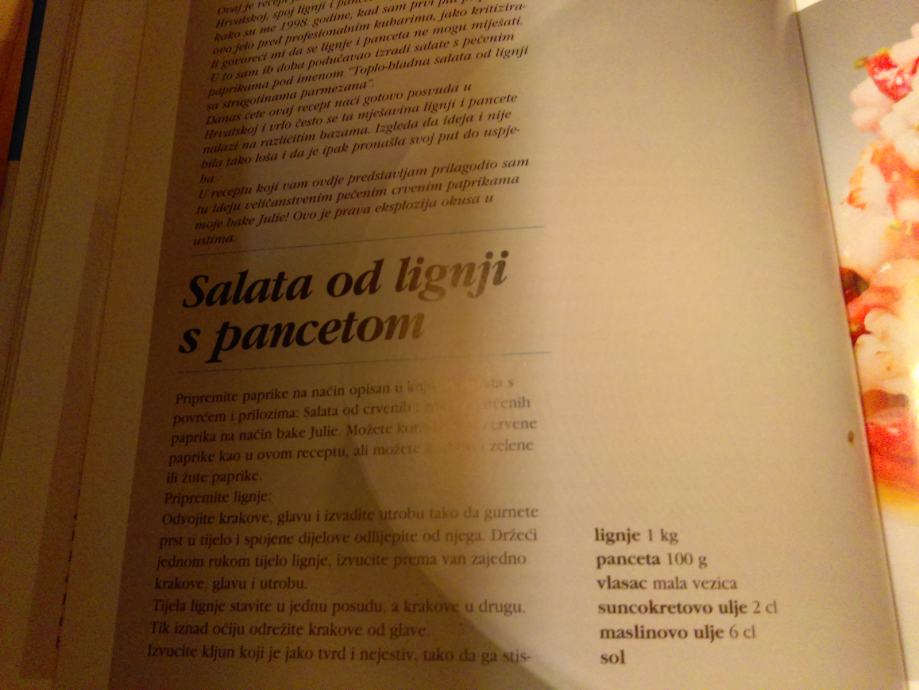 Ovaj je recept
Hrvatskoj, spoj lignji i pancete
kako su me 1998. godine, kad sam prvi put
ovo jelo pred profesionalnim kuharima, jako kritizira-
li govoreći mi da se lignje i panceta ne mogu miješati.
U to sam ih doba podučavao izradi salate s pečenim
paprikama pod imenom "Toplo-hladna salata od lignji
sa strugotinama parmezana".
Danas ćete ovaj recept naći gotovo posvuda u
Hrvatskoj i vrlo često se ta mješavina lignji i pancete
nalazi na različitim bazama. Izgleda da ideja i nije
bila tako loša i da je ipak pronašla svoj put do uspje-
ha.
U receptu koji vam ovdje predstavljam prilagodio sam
tu ideju veličanstvenim pečenim crvenim paprikama
moje bake Julie! Ovo je prava eksplozija okusa u
ustima.
Salata od lignji
s pancetom
Pripremite paprike na način opisan u s
povrćem i prilozima: Salata od crvenih
paprika na način bake Julie. Možete crvene
paprike kao u ovom receptu, ali možete i zelene
ili žute paprike.
Pripremite lignje:
Odvojite krakove, glavu i izvadite utrobu tako da gurnete
prst u tijelo i spojene dijelove odlijepite od njega. Držeći
jednom rukom tijelo lignje, izvucite prema van zajedno
krakove, glavu i utrobu.
Tijela lignje stavite u jednu posudu, a krakove u drugu.
Tik iznad očiju odrežite krakove od glave.
Izvucite kljun koji je jako tvrd i nejestiv, tako da ga stis-
lignje 1 kg
panceta 100 g
vlasac mala vezica
suncokretovo ulje 2 cl
maslinovo ulje 6 cl
sol